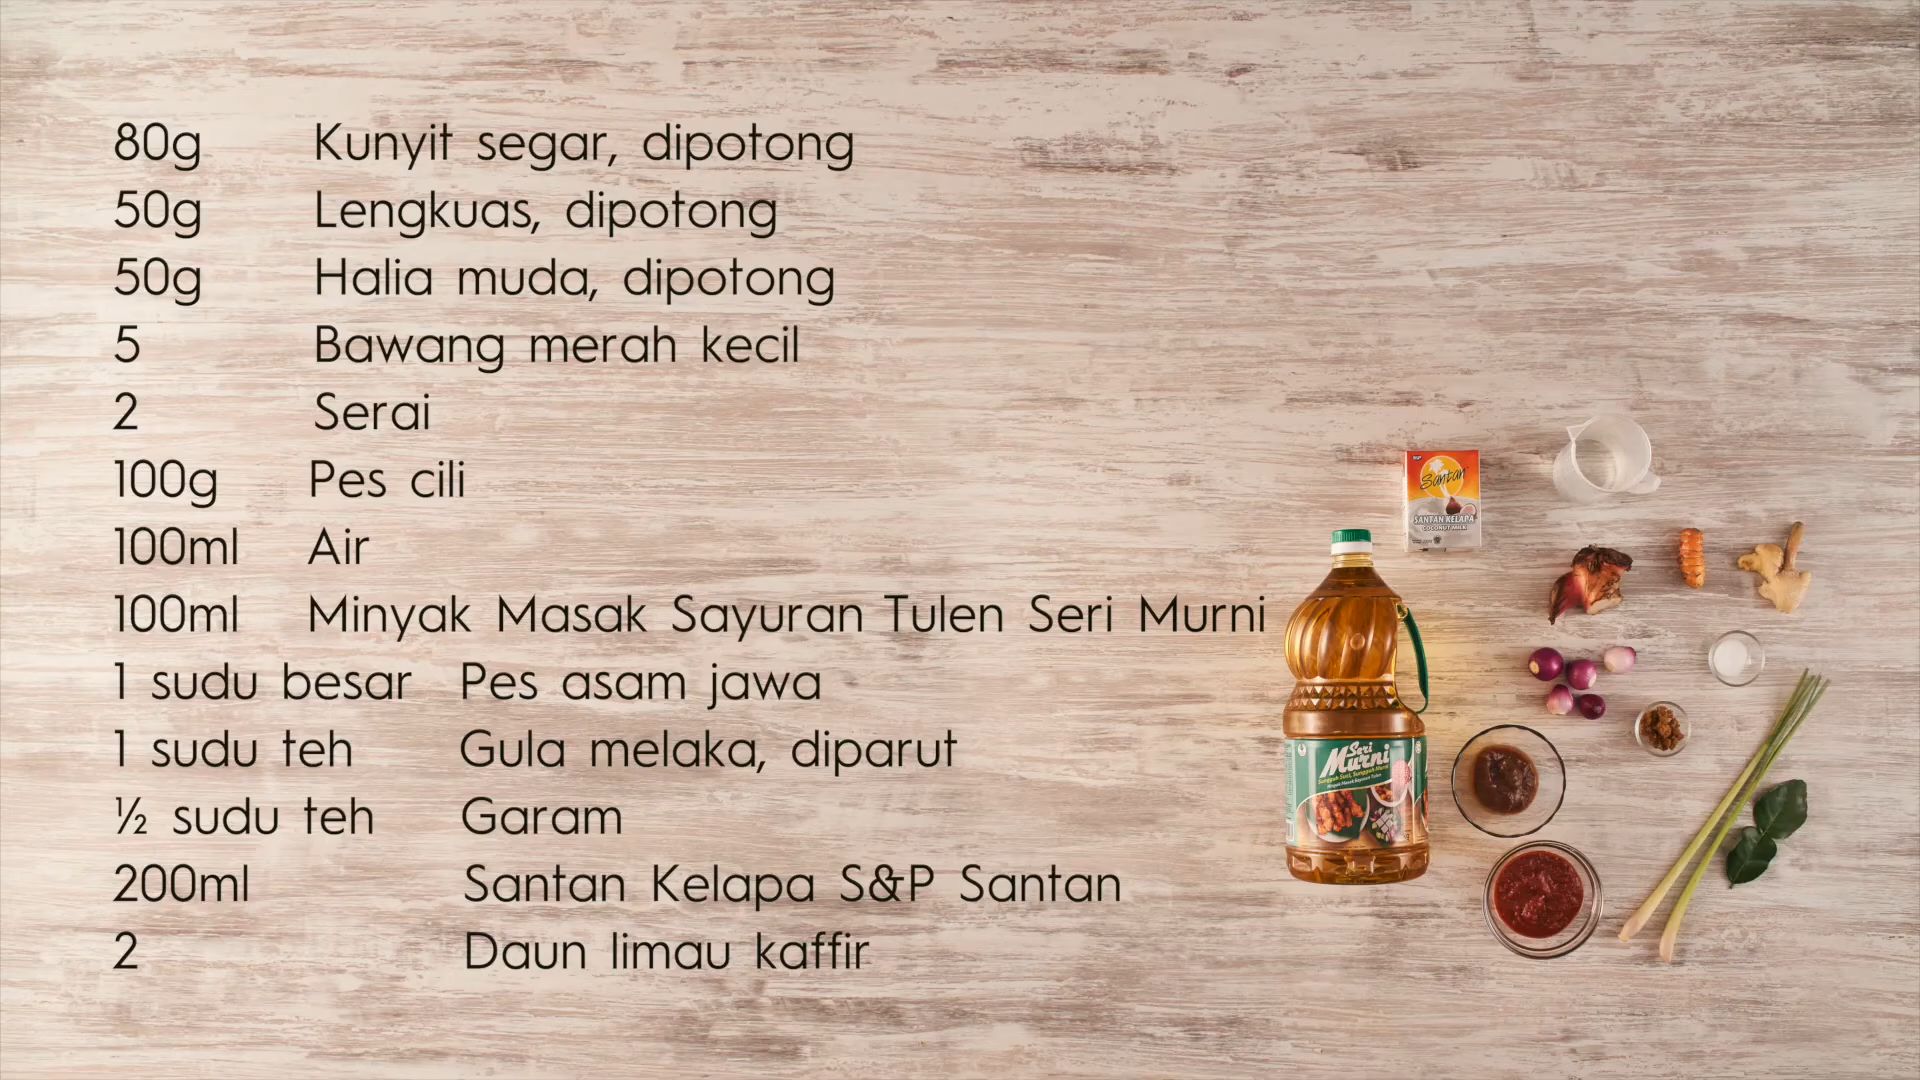 80g Kunyit segar, dipotong
50g Lengkuas, dipotong
50g Halia muda, dipotong
5 Bawang merah kecil
2 Serai
100g Pes cili
100ml Air
100ml Minyak Masak Sayuran Tulen Seri Murni
1 sudu besar Pes asam jawa
1 sudu teh Gula melaka, diparut
½ sudu teh Garam
200ml Santan Kelapa S&P Santan
2 Daun limau kaffir
Santan
SANTAN KELAPA
COCONUT MILK
Seri
Murni